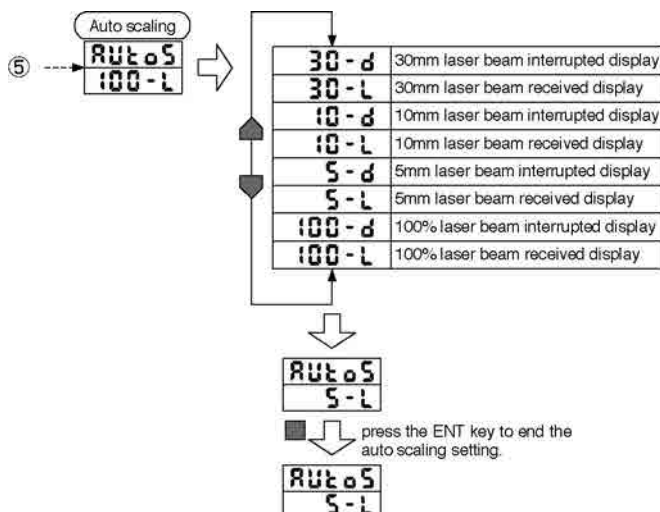 Auto scaling
⑤
AUtoS
100-L
30-d 30mm laser beam interrupted display
30-L 30mm laser beam received display
10-d 10mm laser beam interrupted display
10-L 10mm laser beam received display
5-d 5mm laser beam interrupted display
5-L 5mm laser beam received display
100-d 100% laser beam interrupted display
100-L 100% laser beam received display
AUtoS
5-L
press the ENT key to end the
auto scaling setting.
AUtoS
5-L